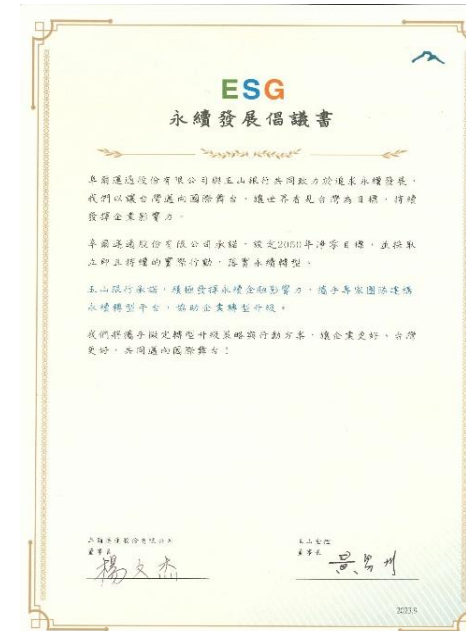 ESG
永續發展倡議書
阜爾運通股份有限公司與玉山銀行共同致力於追求永續發展，
我們以讓台灣邁向國際舞台、讓世界看見台灣為目標，持續
發揮企業影響力。
阜爾運通股份有限公司承諾，設定2050年淨零目標，並採取
立即且持續的實際行動，落實永續轉型。
玉山銀行承諾，積極發揮永續金融影響力，攜手專家團隊建構
永續轉型平台，協助企業轉型升級。
我們將攜手擬定轉型升級策略與行動方案，讓企業更好、台灣
更好，共同邁向國際舞台！
阜爾運通股份有限公司
董事長
楊文杰
玉山金控
董事長
黃男州
2023.9